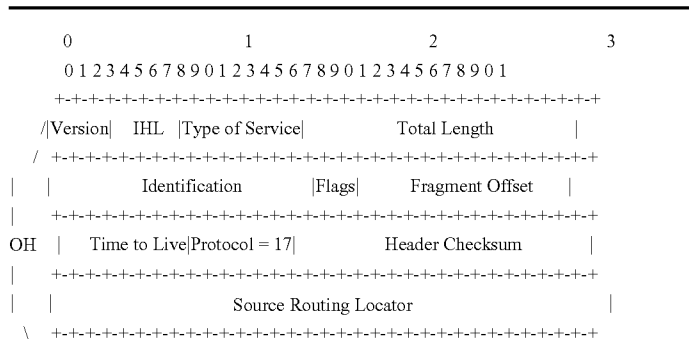 0 1 2 3
0 1 2 3 4 5 6 7 8 9 0 1 2 3 4 5 6 7 8 9 0 1 2 3 4 5 6 7 8 9 0 1
+-+-+-+-+-+-+-+-+-+-+-+-+-+-+-+-+-+-+-+-+-+-+-+-+-+-+-+-+-+-+-+-+
/|Version| IHL |Type of Service| Total Length |
/ +-+-+-+-+-+-+-+-+-+-+-+-+-+-+-+-+-+-+-+-+-+-+-+-+-+-+-+-+-+-+-+-+
| | Identification |Flags| Fragment Offset |
| +-+-+-+-+-+-+-+-+-+-+-+-+-+-+-+-+-+-+-+-+-+-+-+-+-+-+-+-+-+-+-+-+
OH | Time to Live|Protocol = 17| Header Checksum |
| +-+-+-+-+-+-+-+-+-+-+-+-+-+-+-+-+-+-+-+-+-+-+-+-+-+-+-+-+-+-+-+-+
| | Source Routing Locator |
\ +-+-+-+-+-+-+-+-+-+-+-+-+-+-+-+-+-+-+-+-+-+-+-+-+-+-+-+-+-+-+-+-+